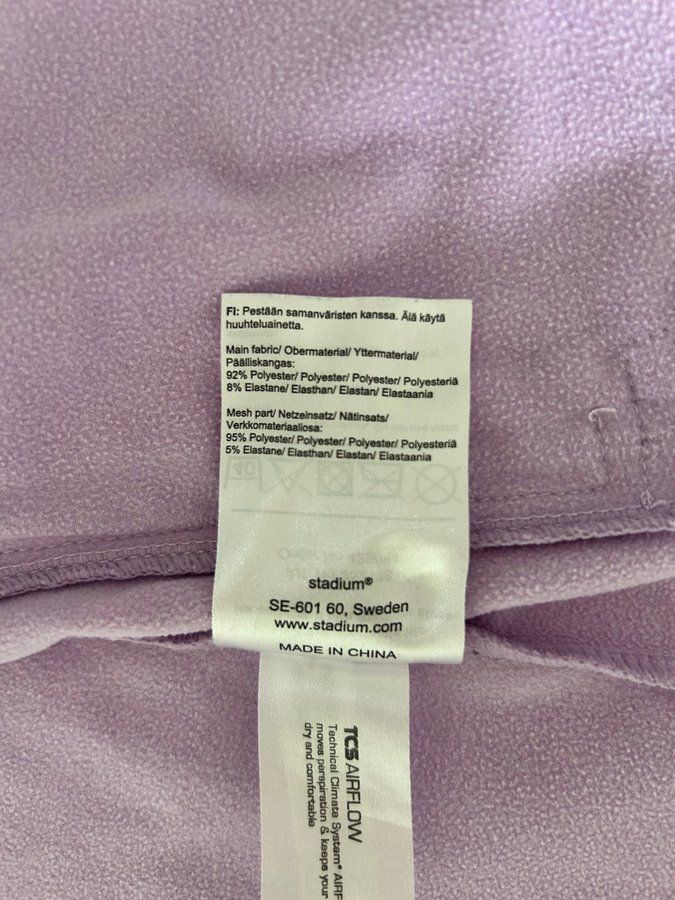 FI: Pestään samanväristen kanssa. Älä käytä
huuhteluainetta.
Main fabric/ Obermaterial/ Yttermaterial/
Päälliskangas:
92% Polyester/ Polyester/ Polyester/ Polyesteriä
8% Elastane/ Elasthan/ Elastan/ Elastaania
Mesh part/ Netzeinsatz/ Nätinsats/
Verkkomateriaaliosa:
95% Polyester/ Polyester/ Polyester/ Polyesteriä
5% Elastane/ Elasthan/ Elastan/ Elastaania
stadium®
SE-601 60, Sweden
www.stadium.com
MADE IN CHINA
TCS AIRFLOW
Technical Climate System® AIRF
moves perspiration & keeps your
dry and comfortable